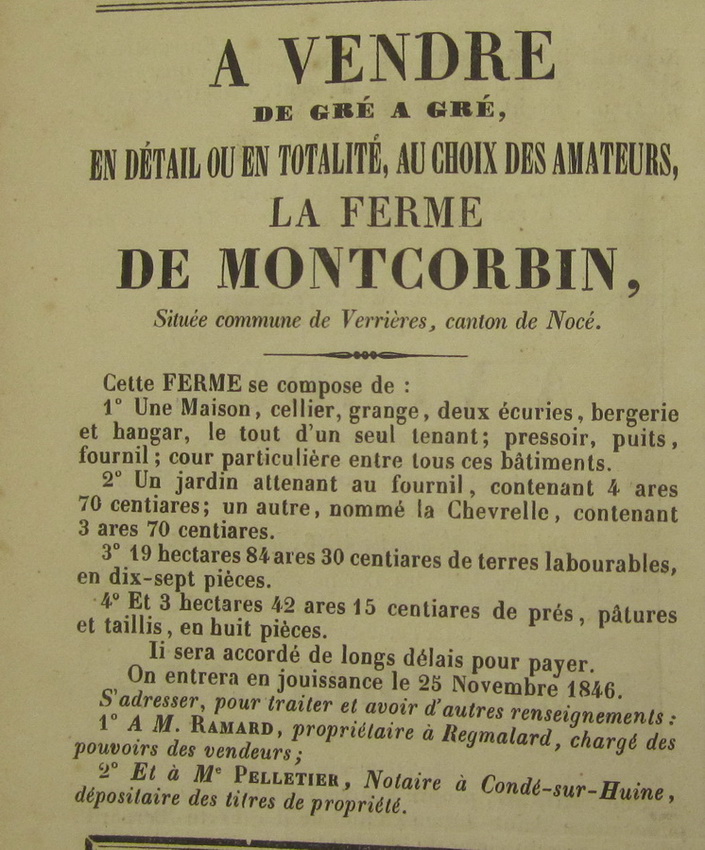 A VENDRE
DE GRÉ A GRÉ,
EN DÉTAIL OU EN TOTALITÉ, AU CHOIX DES AMATEURS,
LA FERME
DE MONTCORBIN,
Située commune de Verrières, canton de Nocé.
Cette FERME se compose de :
1° Une Maison, cellier, grange, deux écuries, bergerie
et hangar, le tout d'un seul tenant; pressoir, puits,
fournil; cour particulière entre tous ces bâtiments.
2° Un jardin attenant au fournil, contenant 4 ares
70 centiares; un autre, nommé la Chevrelle, contenant
3 ares 70 centiares.
3° 19 hectares 84 ares 30 centiares de terres labourables,
en dix-sept pièces.
4° Et 3 hectares 42 ares 15 centiares de prés, pâtures
et taillis, en huit pièces.
Ii sera accordé de longs délais pour payer.
On entrera en jouissance le 25 Novembre 1846.
S'adresser, pour traiter et avoir d'autres renseignements :
1° A M. RAMARD, propriétaire à Regmalard, chargé des
pouvoirs des vendeurs;
2° Et à Me PELLETIER, Notaire à Condé-sur-Huine,
dépositaire des titres de propriété.